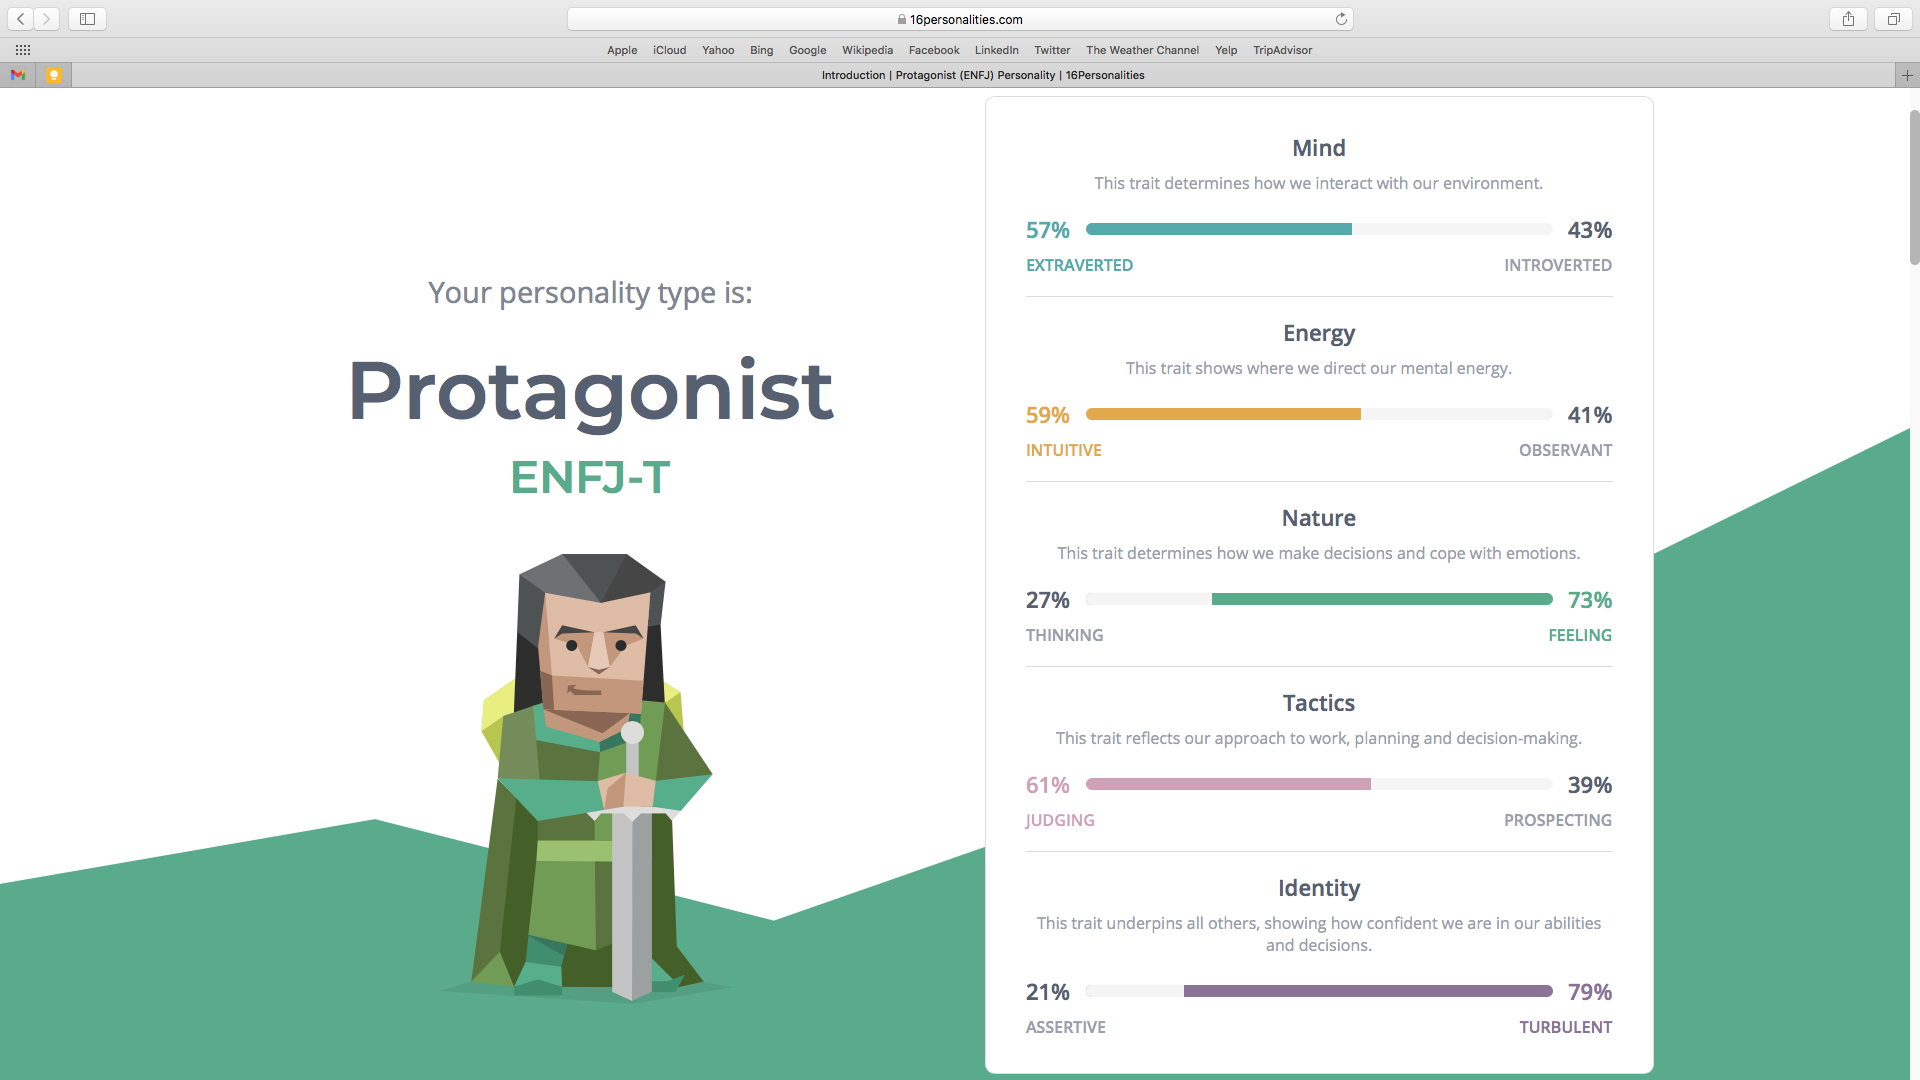 16personalities.com
Apple iCloud Yahoo Bing Google Wikipedia Facebook LinkedIn Twitter The Weather Channel Yelp TripAdvisor
Introduction | Protagonist (ENFJ) Personality | 16Personalities
Your personality type is:
Protagonist
ENFJ-T
Mind
This trait determines how we interact with our environment.
57% 43%
EXTRAVERTED INTROVERTED
Energy
This trait shows where we direct our mental energy.
59% 41%
INTUITIVE OBSERVANT
Nature
This trait determines how we make decisions and cope with emotions.
27% 73%
THINKING FEELING
Tactics
This trait reflects our approach to work, planning and decision-making.
61% 39%
JUDGING PROSPECTING
Identity
This trait underpins all others, showing how confident we are in our abilities
and decisions.
21% 79%
ASSERTIVE TURBULENT